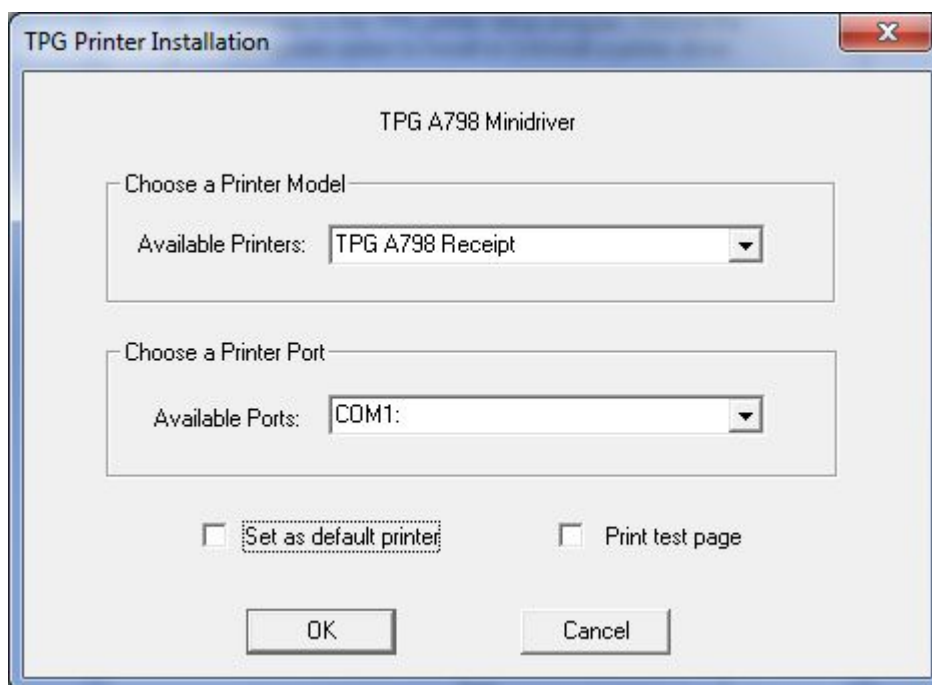 TPG Printer Installation
TPG A798 Minidriver
Choose a Printer Model
Available Printers: TPG A798 Receipt
Choose a Printer Port
Available Ports: COM1:
Set as default printer Print test page
OK Cancel